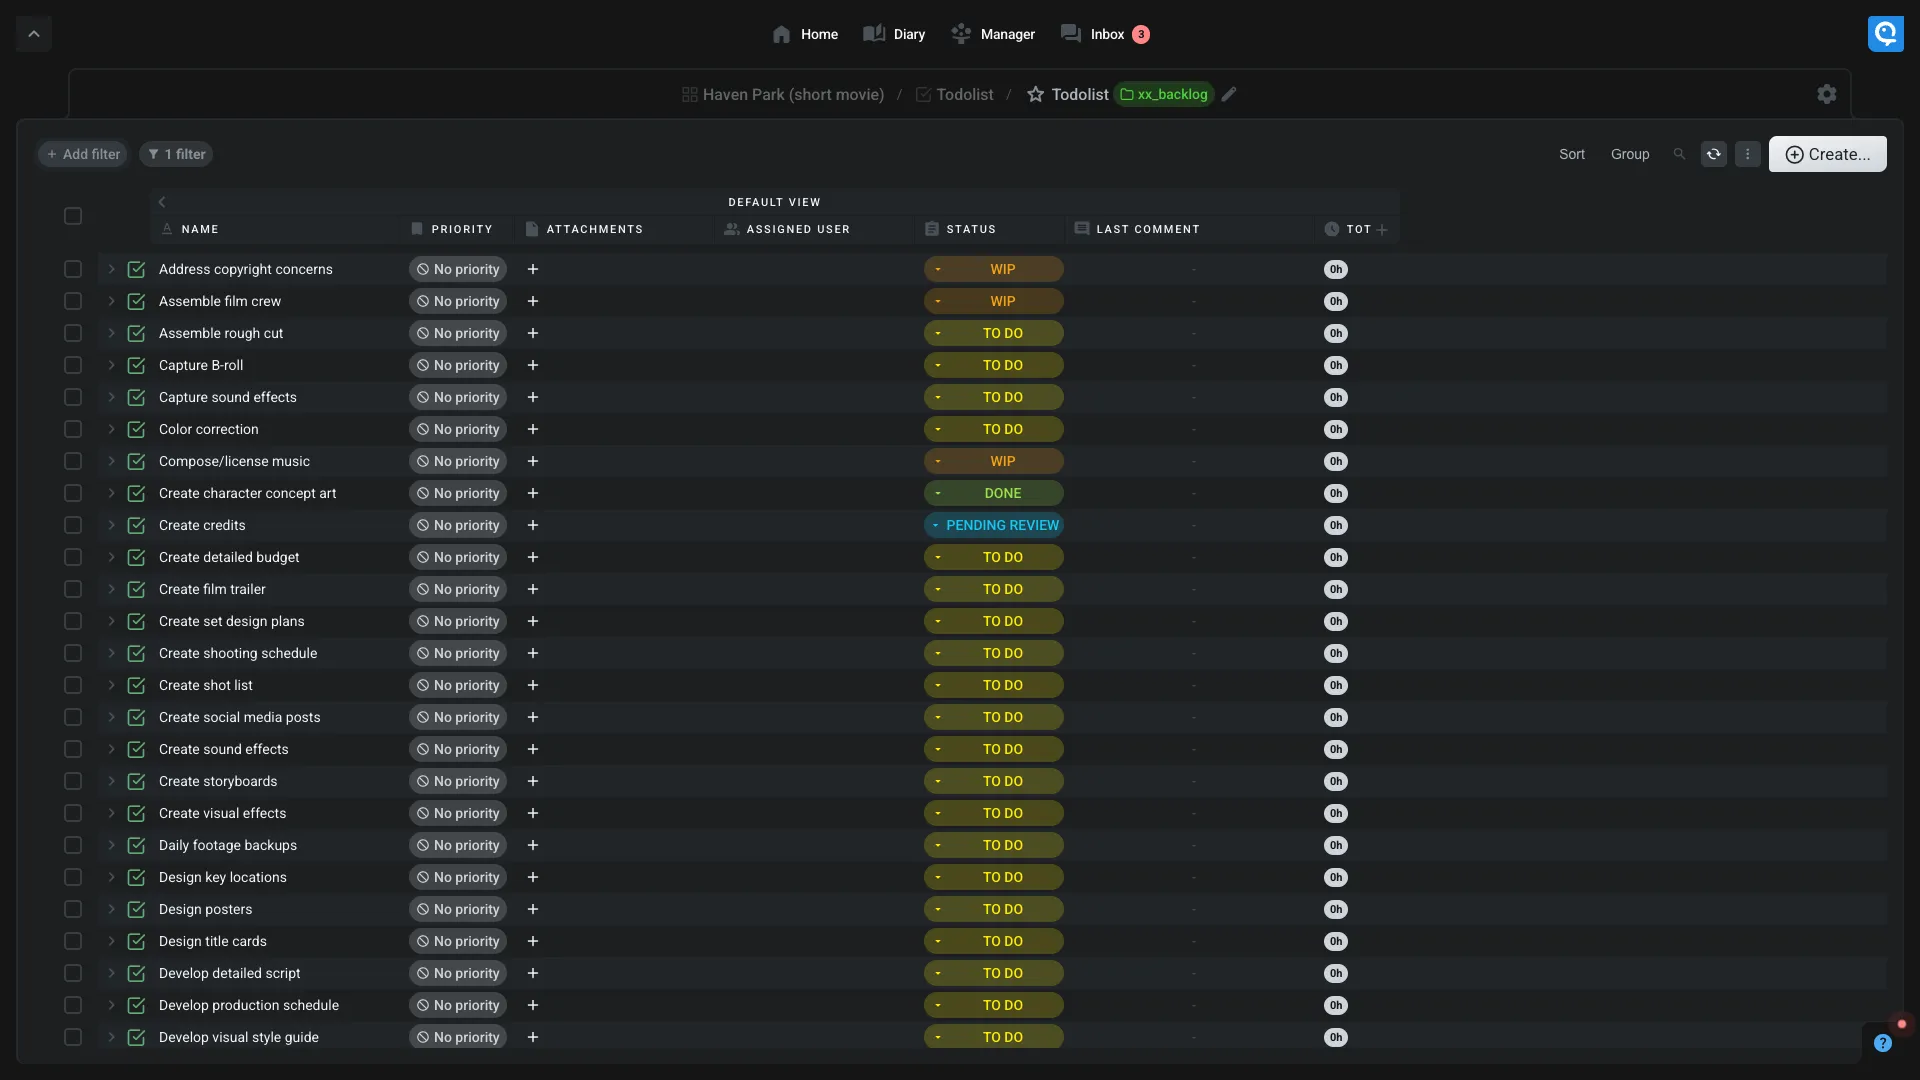 Home Diary Manager Inbox 3
Haven Park (short movie) / Todolist / Todolist xx_backlog
+ Add filter 1 filter Sort Group Create...
DEFAULT VIEW
NAME PRIORITY ATTACHMENTS ASSIGNED USER STATUS LAST COMMENT TOT +
Address copyright concerns No priority + WIP - 0h
Assemble film crew No priority + WIP - 0h
Assemble rough cut No priority + TO DO - 0h
Capture B-roll No priority + TO DO - 0h
Capture sound effects No priority + TO DO - 0h
Color correction No priority + TO DO - 0h
Compose/license music No priority + WIP - 0h
Create character concept art No priority + DONE - 0h
Create credits No priority + PENDING REVIEW - 0h
Create detailed budget No priority + TO DO - 0h
Create film trailer No priority + TO DO - 0h
Create set design plans No priority + TO DO - 0h
Create shooting schedule No priority + TO DO - 0h
Create shot list No priority + TO DO - 0h
Create social media posts No priority + TO DO - 0h
Create sound effects No priority + TO DO - 0h
Create storyboards No priority + TO DO - 0h
Create visual effects No priority + TO DO - 0h
Daily footage backups No priority + TO DO - 0h
Design key locations No priority + TO DO - 0h
Design posters No priority + TO DO - 0h
Design title cards No priority + TO DO - 0h
Develop detailed script No priority + TO DO - 0h
Develop production schedule No priority + TO DO - 0h
Develop visual style guide No priority + TO DO - 0h
?